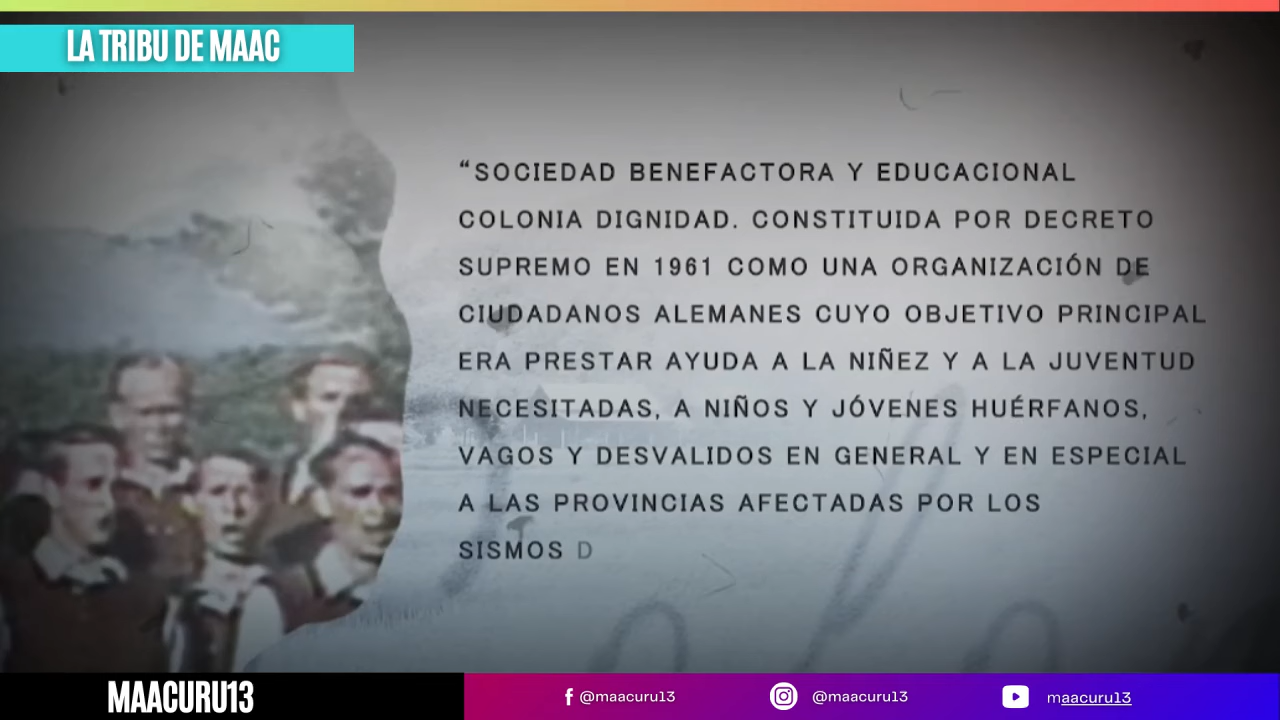 LA TRIBU DE MAAC
“SOCIEDAD BENEFACTORA Y EDUCACIONAL
COLONIA DIGNIDAD. CONSTITUIDA POR DECRETO
SUPREMO EN 1961 COMO UNA ORGANIZACIÓN DE
CIUDADANOS ALEMANES CUYO OBJETIVO PRINCIPAL
ERA PRESTAR AYUDA A LA NIÑEZ Y A LA JUVENTUD
NECESITADAS, A NIÑOS Y JÓVENES HUÉRFANOS,
VAGOS Y DESVALIDOS EN GENERAL Y EN ESPECIAL
A LAS PROVINCIAS AFECTADAS POR LOS
SISMOS D
MAACURU13
@maacuru13
@maacuru13
maacuru13